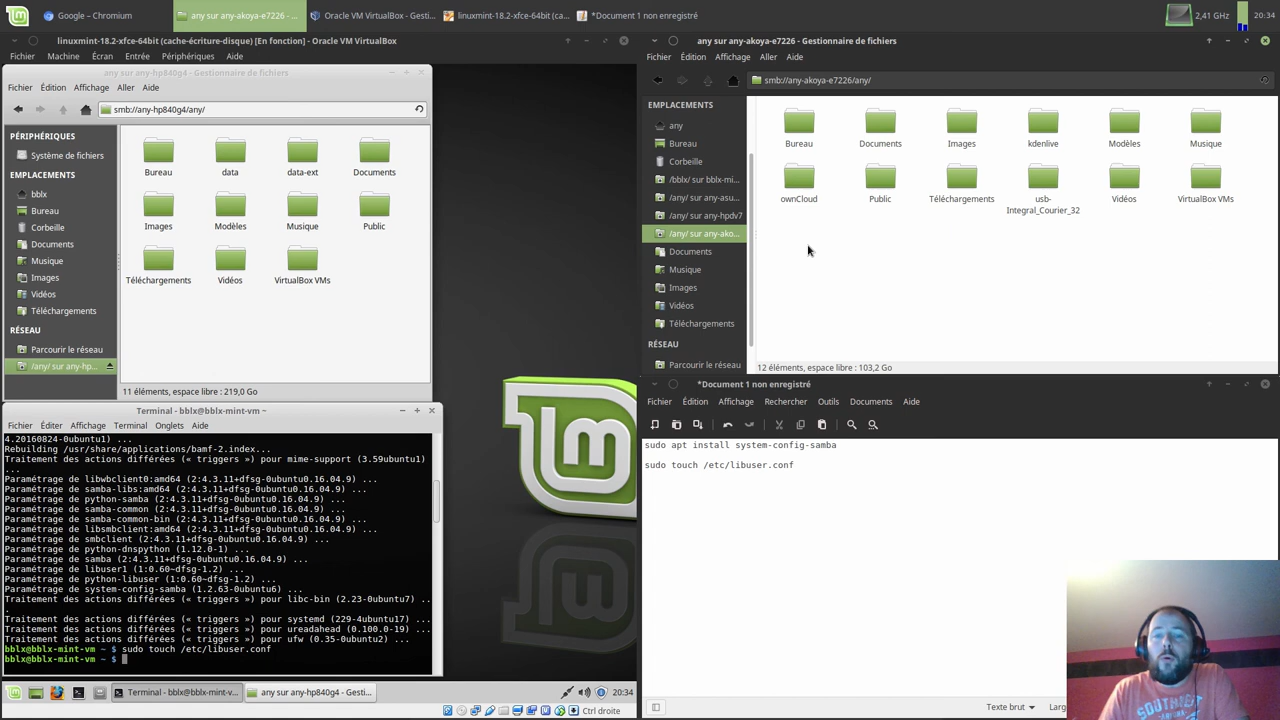 Google – Chromium
any sur any-akoya-e7226 - ...
Oracle VM VirtualBox – Gesti...
linuxmint-18.2-xfce-64bit (ca...
*Document 1 non enregistré
2,41 GHz
20:34
linuxmint-18.2-xfce-64bit (cache-écriture-disque) [En fonction] - Oracle VM VirtualBox
Fichier Machine Écran Entrée Périphériques Aide
any sur any-hp840g4 - Gestionnaire de fichiers
Fichier Édition Affichage Aller Aide
smb://any-hp840g4/any/
PÉRIPHÉRIQUES
Système de fichiers
EMPLACEMENTS
bblx
Bureau
Corbeille
Documents
Musique
Images
Vidéos
Téléchargements
RÉSEAU
Parcourir le réseau
/any/ sur any-hp...
Bureau data data-ext Documents
Images Modèles Musique Public
Téléchargements Vidéos VirtualBox VMs
11 éléments, espace libre : 219,0 Go
Terminal - bblx@bblx-mint-vm ~
Fichier Éditer Affichage Terminal Onglets Aide
4.20160824-0ubuntu1) ...
Rebuilding /usr/share/applications/bamf-2.index...
Traitement des actions différées (« triggers ») pour mime-support (3.59ubuntu1)
...
Paramétrage de libwbclient0:amd64 (2:4.3.11+dfsg-0ubuntu0.16.04.9) ...
Paramétrage de samba-libs:amd64 (2:4.3.11+dfsg-0ubuntu0.16.04.9) ...
Paramétrage de python-samba (2:4.3.11+dfsg-0ubuntu0.16.04.9) ...
Paramétrage de samba-common (2:4.3.11+dfsg-0ubuntu0.16.04.9) ...
Paramétrage de samba-common-bin (2:4.3.11+dfsg-0ubuntu0.16.04.9) ...
Paramétrage de libsmbclient:amd64 (2:4.3.11+dfsg-0ubuntu0.16.04.9) ...
Paramétrage de smbclient (2:4.3.11+dfsg-0ubuntu0.16.04.9) ...
Paramétrage de python-dnspython (1.12.0-1) ...
Paramétrage de samba (2:4.3.11+dfsg-0ubuntu0.16.04.9) ...
Paramétrage de libuser1 (1:0.60~dfsg-1.2) ...
Paramétrage de python-libuser (1:0.60~dfsg-1.2) ...
Paramétrage de system-config-samba (1.2.63-0ubuntu6) ...
Traitement des actions différées (« triggers ») pour libc-bin (2.23-0ubuntu7) ..
.
Traitement des actions différées (« triggers ») pour systemd (229-4ubuntu17) ...
Traitement des actions différées (« triggers ») pour ureadahead (0.100.0-19) ...
Traitement des actions différées (« triggers ») pour ufw (0.35-0ubuntu2) ...
bblx@bblx-mint-vm ~ $ sudo touch /etc/libuser.conf
bblx@bblx-mint-vm ~ $
Terminal - bblx@bblx-mint-v...
any sur any-hp840g4 - Gesti...
20:34
Ctrl droite
any sur any-akoya-e7226 - Gestionnaire de fichiers
Fichier Édition Affichage Aller Aide
smb://any-akoya-e7226/any/
EMPLACEMENTS
any
Bureau
Corbeille
/bblx/ sur bblx-mi...
/any/ sur any-asu...
/any/ sur any-hpdv7
/any/ sur any-ako...
Documents
Musique
Images
Vidéos
Téléchargements
RÉSEAU
Parcourir le réseau
Bureau Documents Images kdenlive Modèles Musique
ownCloud Public Téléchargements usb-Integral_Courier_32 Vidéos VirtualBox VMs
12 éléments, espace libre : 103,2 Go
*Document 1 non enregistré
Fichier Édition Affichage Rechercher Outils Documents Aide
sudo apt install system-config-samba
sudo touch /etc/libuser.conf
Texte brut
Larg